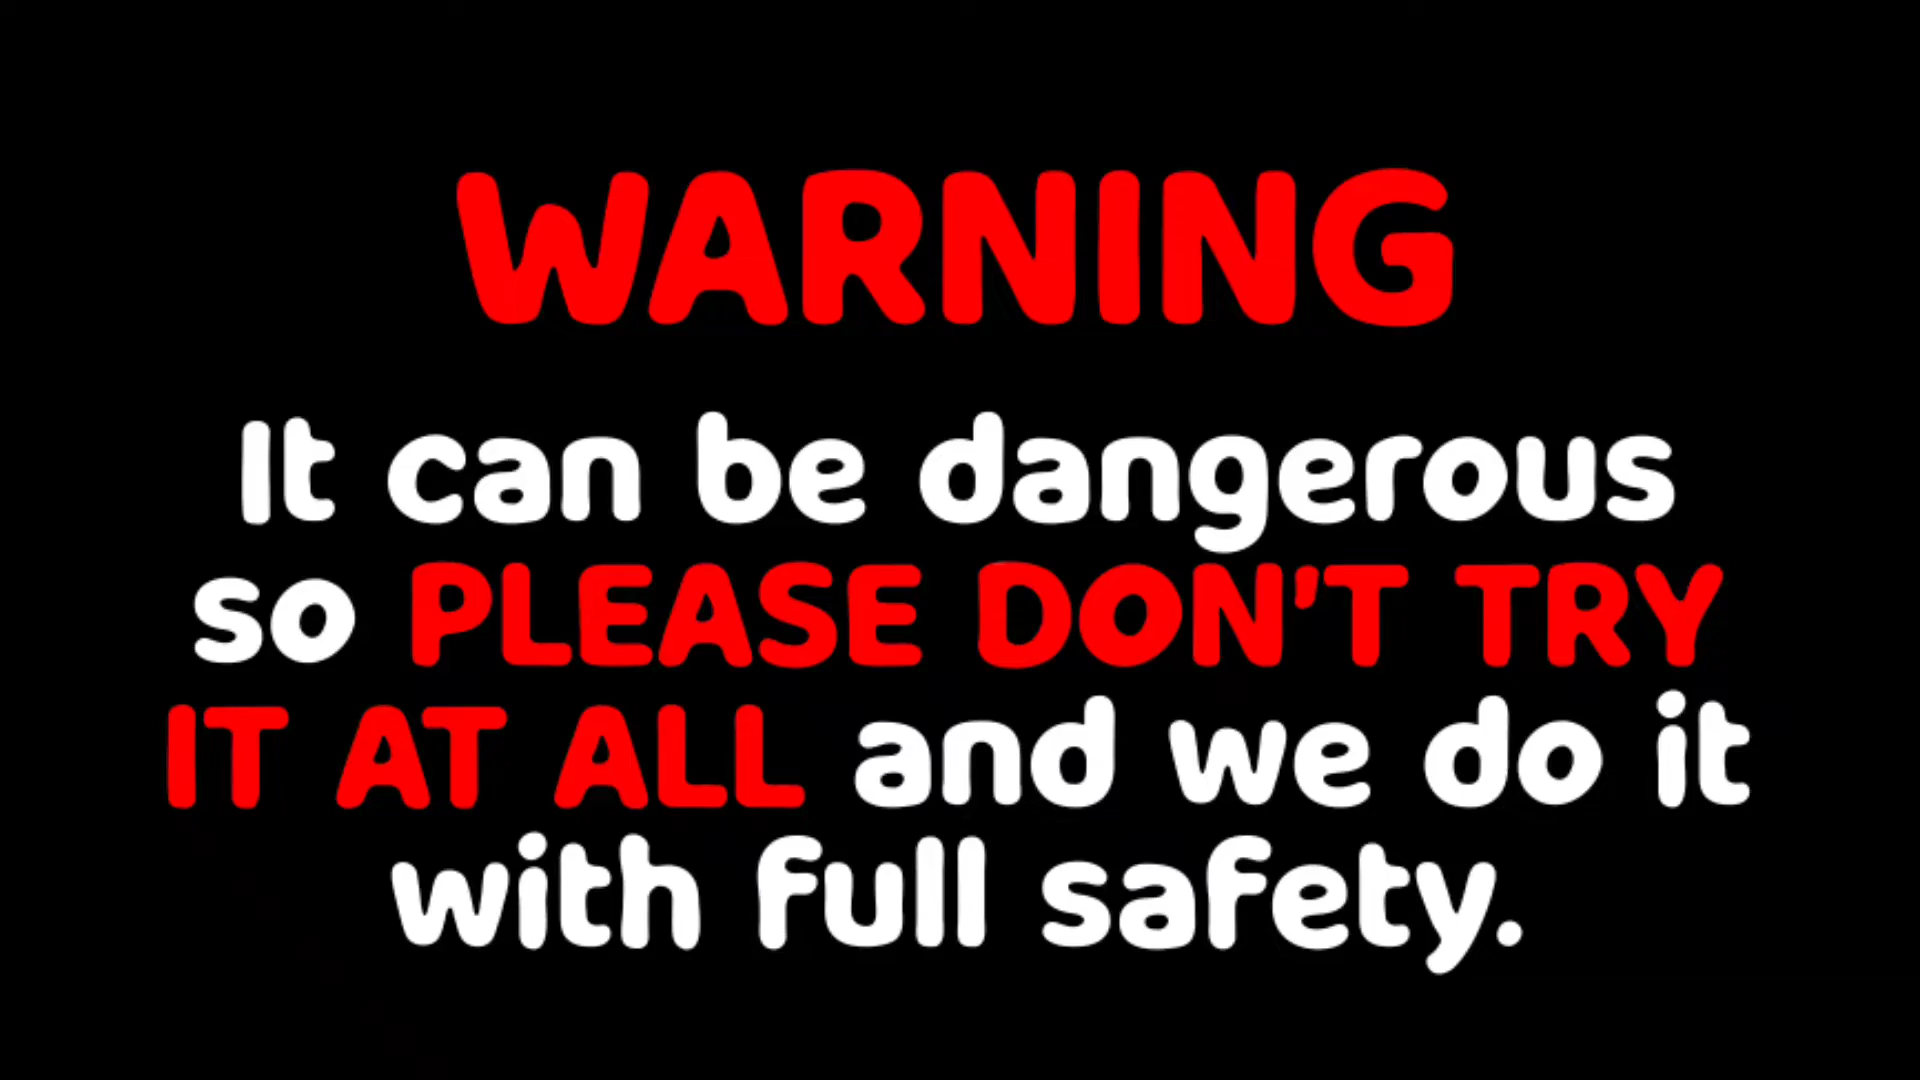 WARNING
It can be dangerous
so PLEASE DON'T TRY
IT AT ALL and we do it
with full safety.